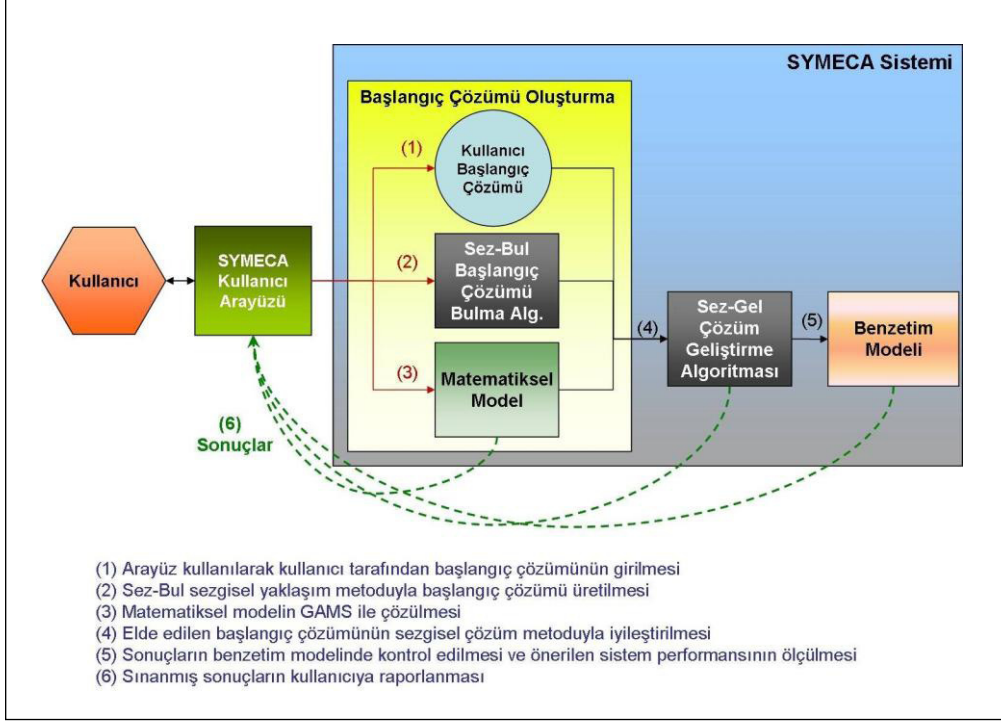 SYMECA Sistemi
Başlangıç Çözümü Oluşturma
(1)
Kullanıcı
Başlangıç
Çözümü
Kullanıcı
SYMECA
Kullanıcı
Arayüzü
(2)
Sez-Bul
Başlangıç
Çözümü
Bulma Alg.
(3)
Matematiksel
Model
(4)
Sez-Gel
Çözüm
Geliştirme
Algoritması
(5)
Benzetim
Modeli
(6)
Sonuçlar
(1) Arayüz kullanılarak kullanıcı tarafından başlangıç çözümünün girilmesi
(2) Sez-Bul sezgisel yaklaşım metoduyla başlangıç çözümü üretilmesi
(3) Matematiksel modelin GAMS ile çözülmesi
(4) Elde edilen başlangıç çözümünün sezgisel çözüm metoduyla iyileştirilmesi
(5) Sonuçların benzetim modelinde kontrol edilmesi ve önerilen sistem performansının ölçülmesi
(6) Sınanmış sonuçların kullanıcıya raporlanması